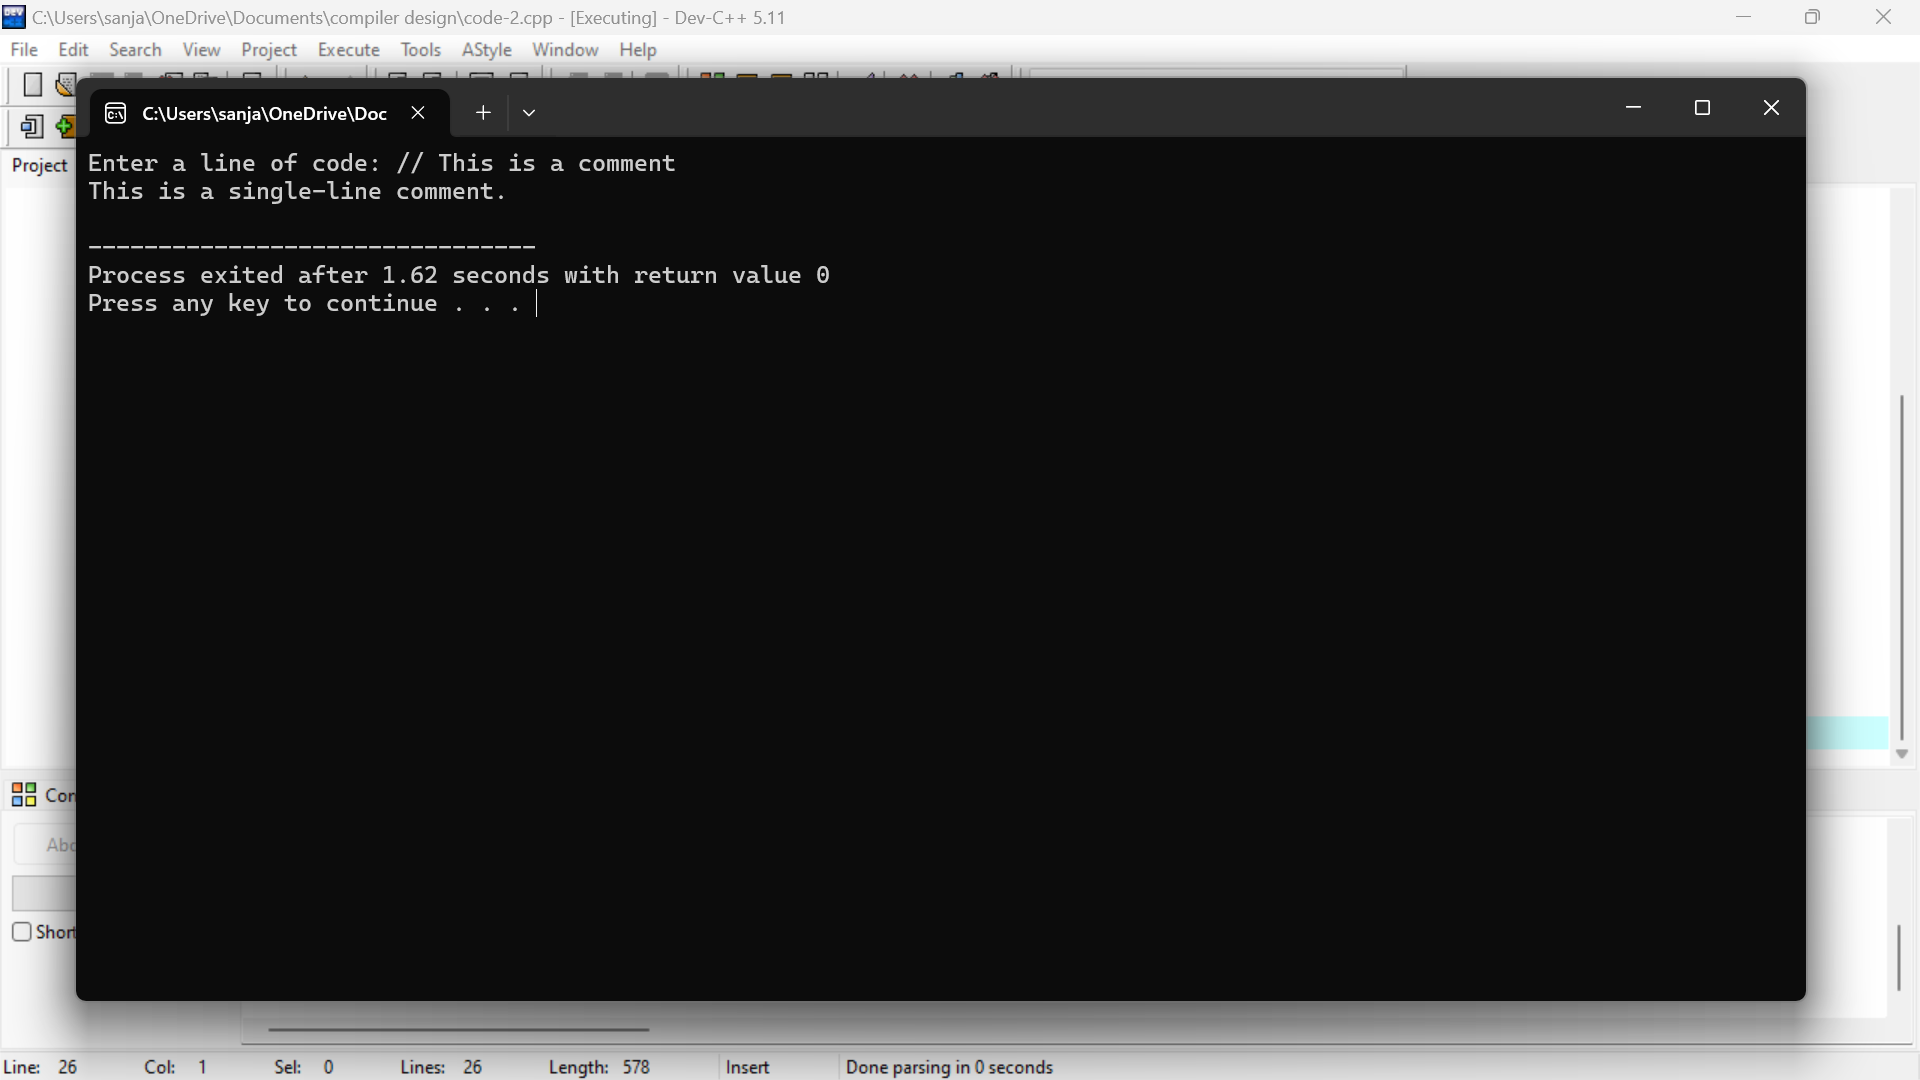 C:\Users\sanja\OneDrive\Documents\compiler design\code-2.cpp - [Executing] - Dev-C++ 5.11
File Edit Search View Project Execute Tools AStyle Window Help
C:\Users\sanja\OneDrive\Doc
Project
Enter a line of code: // This is a comment
This is a single-line comment.
--------------------------------
Process exited after 1.62 seconds with return value 0
Press any key to continue . . .
Short
Line: 26 Col: 1 Sel: 0 Lines: 26 Length: 578 Insert Done parsing in 0 seconds